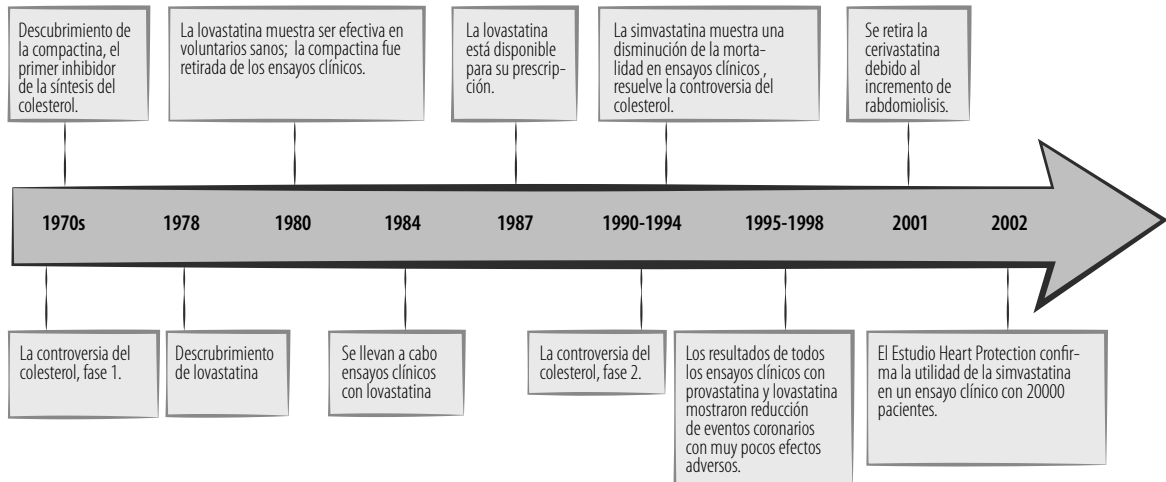 Descubrimiento de
la compactina, el
primer inhibidor
de la síntesis del
colesterol.
La lovastatina muestra ser efectiva en
voluntarios sanos; la compactina fue
retirada de los ensayos clínicos.
La lovastatina
está disponible
para su prescrip-
ción.
La simvastatina muestra una
disminución de la morta-
lidad en ensayos clínicos ,
resuelve la controversia del
colesterol.
Se retira la
cerivastatina
debido al
incremento de
rabdomiolisis.
1970s 1978 1980 1984 1987 1990-1994 1995-1998 2001 2002
La controversia del
colesterol, fase 1.
Descrubrimiento
de lovastatina
Se llevan a cabo
ensayos clínicos
con lovastatina
La controversia del
colesterol, fase 2.
Los resultados de todos
los ensayos clínicos con
provastatina y lovastatina
mostraron reducción
de eventos coronarios
con muy pocos efectos
adversos.
El Estudio Heart Protection confir-
ma la utilidad de la simvastatina
en un ensayo clínico con 20000
pacientes.